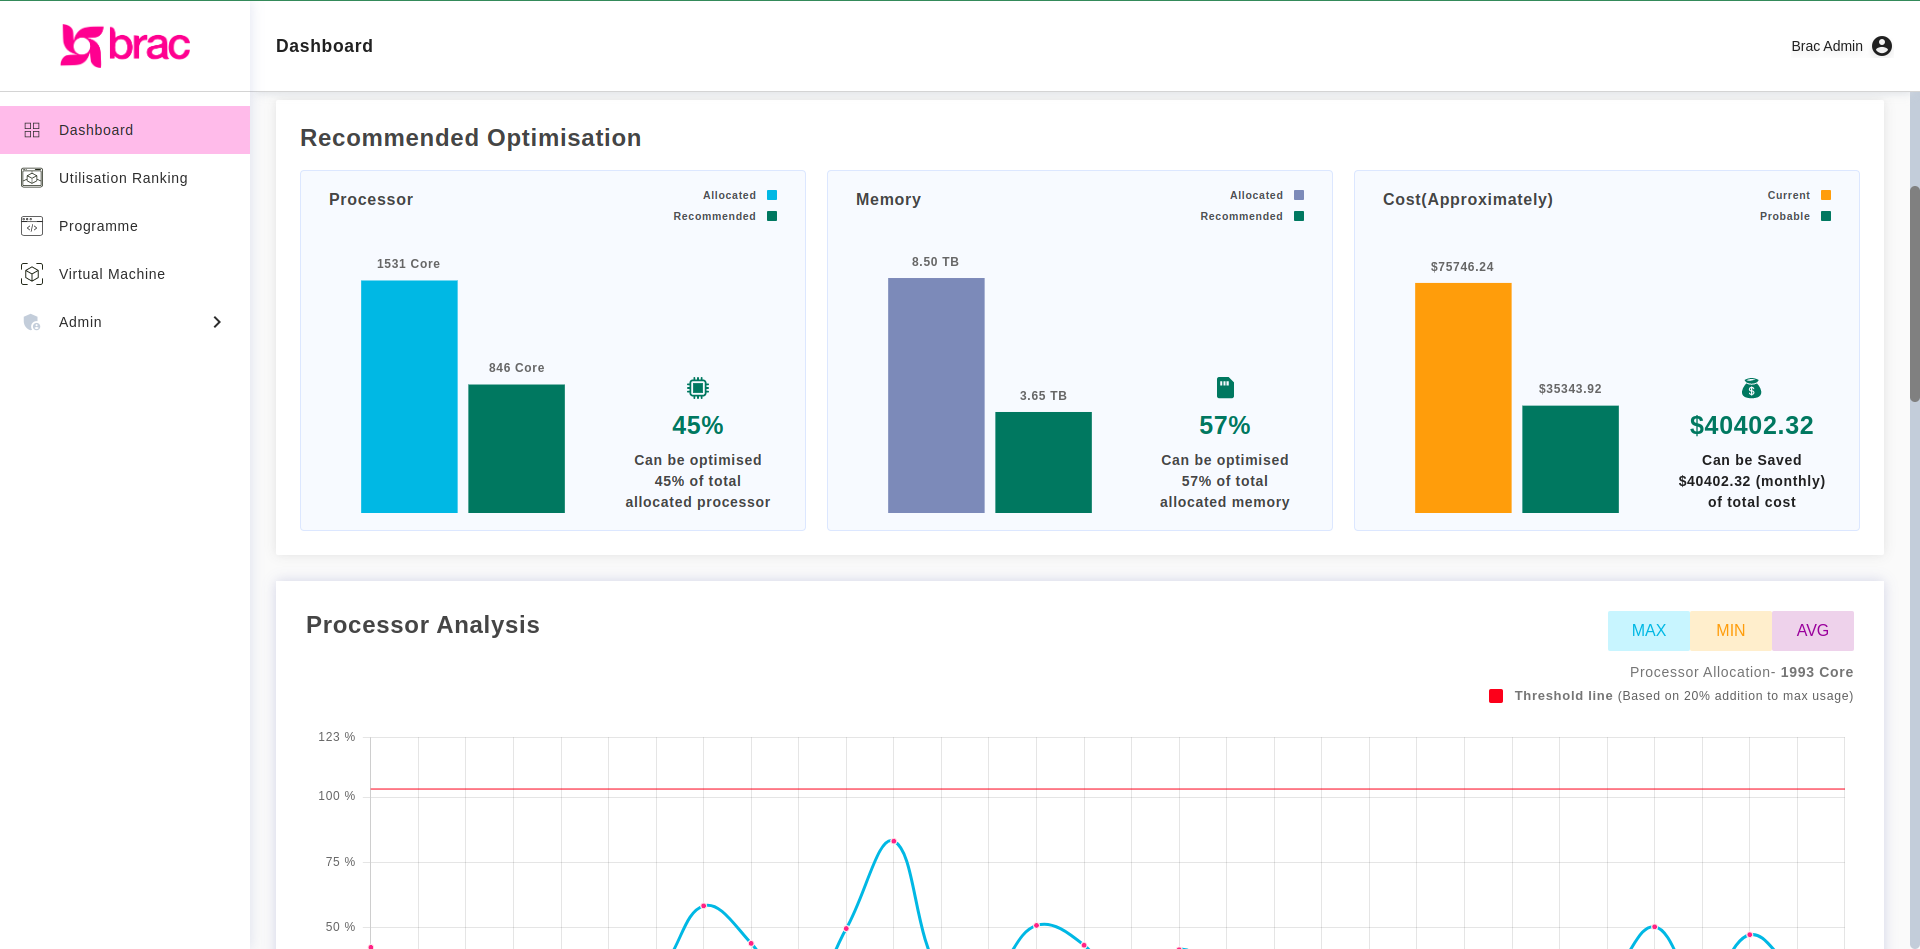 brac
Dashboard
Brac Admin
Dashboard
Utilisation Ranking
Programme
Virtual Machine
Admin
Recommended Optimisation
Processor
Allocated
Recommended
1531 Core
846 Core
45%
Can be optimised
45% of total
allocated processor
Memory
Allocated
Recommended
8.50 TB
3.65 TB
57%
Can be optimised
57% of total
allocated memory
Cost(Approximately)
Current
Probable
$75746.24
$35343.92
$40402.32
Can be Saved
$40402.32 (monthly)
of total cost
Processor Analysis
MAX
MIN
AVG
Processor Allocation- 1993 Core
Threshold line (Based on 20% addition to max usage)
123 %
100 %
75 %
50 %